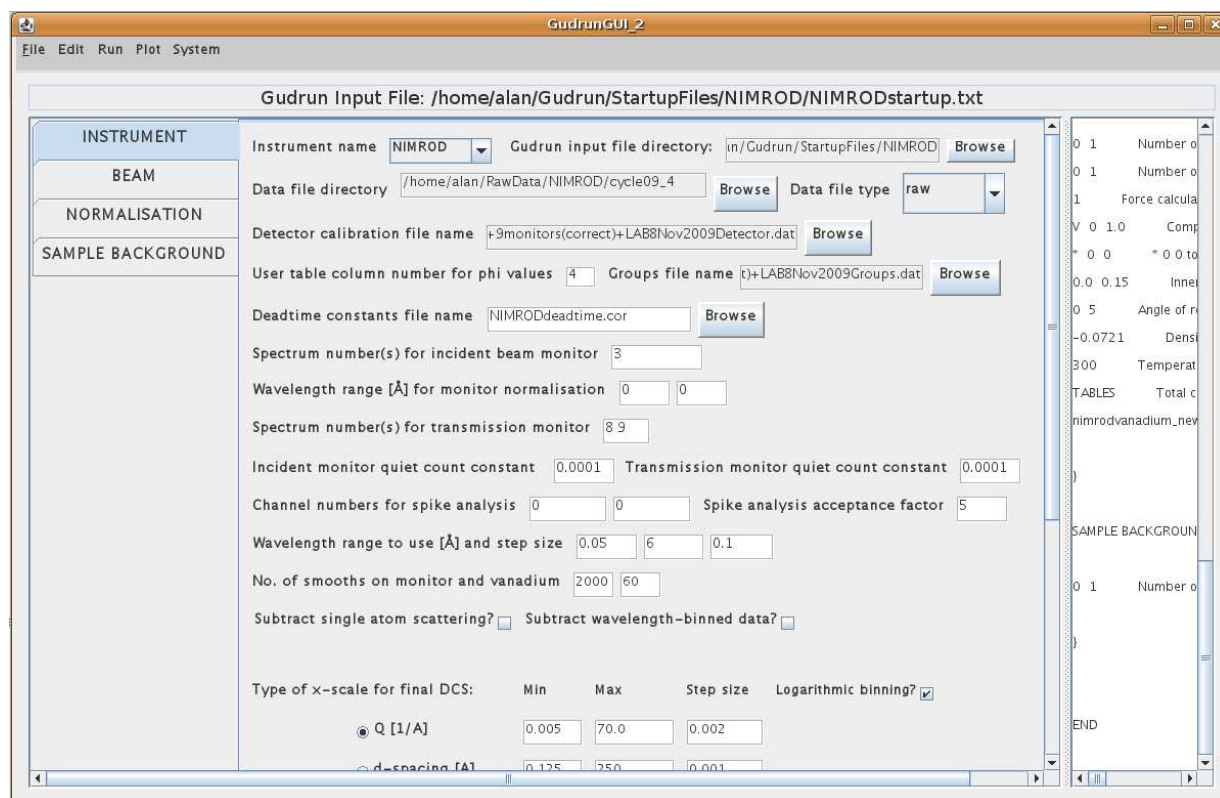 GudrunGUI_2
File Edit Run Plot System
Gudrun Input File: /home/alan/Gudrun/StartupFiles/NIMROD/NIMRODstartup.txt
INSTRUMENT
BEAM
NORMALISATION
SAMPLE BACKGROUND
Instrument name NIMROD Gudrun input file directory: in/Gudrun/StartupFiles/NIMROD Browse
Data file directory /home/alan/RawData/NIMROD/cycle09_4 Browse Data file type raw
Detector calibration file name +9monitors(correct)+LAB8Nov2009Detector.dat Browse
User table column number for phi values 4 Groups file name t)+LAB8Nov2009Groups.dat Browse
Deadtime constants file name NIMRODdeadtime.cor Browse
Spectrum number(s) for incident beam monitor 3
Wavelength range [Å] for monitor normalisation 0 0
Spectrum number(s) for transmission monitor 8 9
Incident monitor quiet count constant 0.0001 Transmission monitor quiet count constant 0.0001
Channel numbers for spike analysis 0 0 Spike analysis acceptance factor 5
Wavelength range to use [Å] and step size 0.05 6 0.1
No. of smooths on monitor and vanadium 2000 60
Subtract single atom scattering? Subtract wavelength-binned data?
Type of x-scale for final DCS: Min Max Step size Logarithmic binning?
Q [1/A] 0.005 70.0 0.002
d-spacing [A] 0.125 250 0.001
0 1 Number o
0 1 Number o
1 Force calcula
V 0 1.0 Comp
* 0 0 * 0 0 to
0.0 0.15 Inner
0 5 Angle of r
-0.0721 Densi
300 Temperat
TABLES Total c
nimrodvanadium_new
}
SAMPLE BACKGROUN
0 1 Number o
}
END